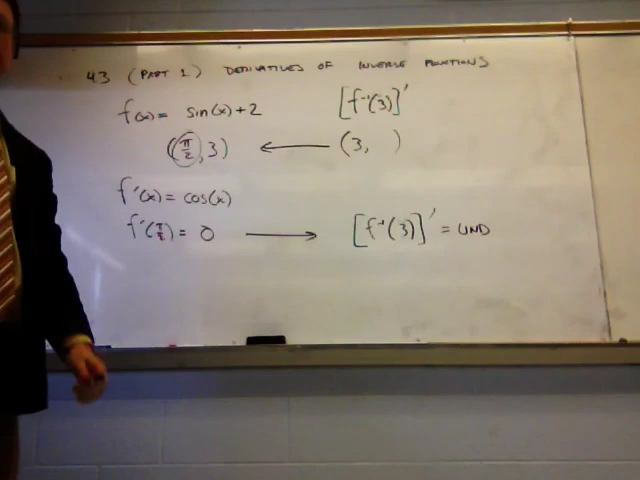 4.3 (PART 1) DERIVATIVES OF INVERSE FUNCTIONS
f(x) = sin(x)+2 [f⁻¹(3)]'
(π/2, 3) ← (3, )
f'(x) = cos(x)
f'(π/2) = 0 → [f⁻¹(3)]' = UND